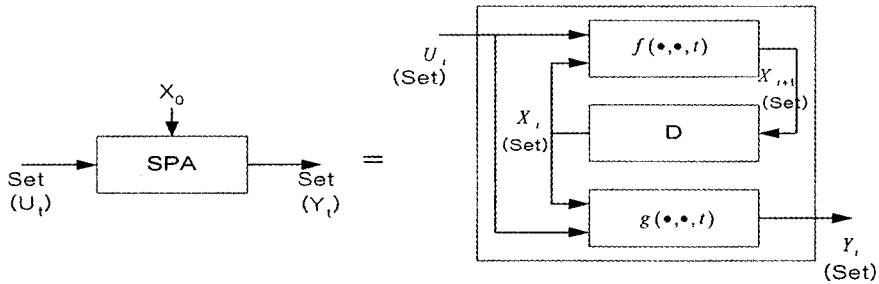 X₀
SPA
Set
(Uₜ)
Set
(Yₜ)
=
Uₜ
(Set)
f(•,•,t)
Xₜ₊₁
(Set)
Xₜ
(Set)
D
g(•,•,t)
Yₜ
(Set)